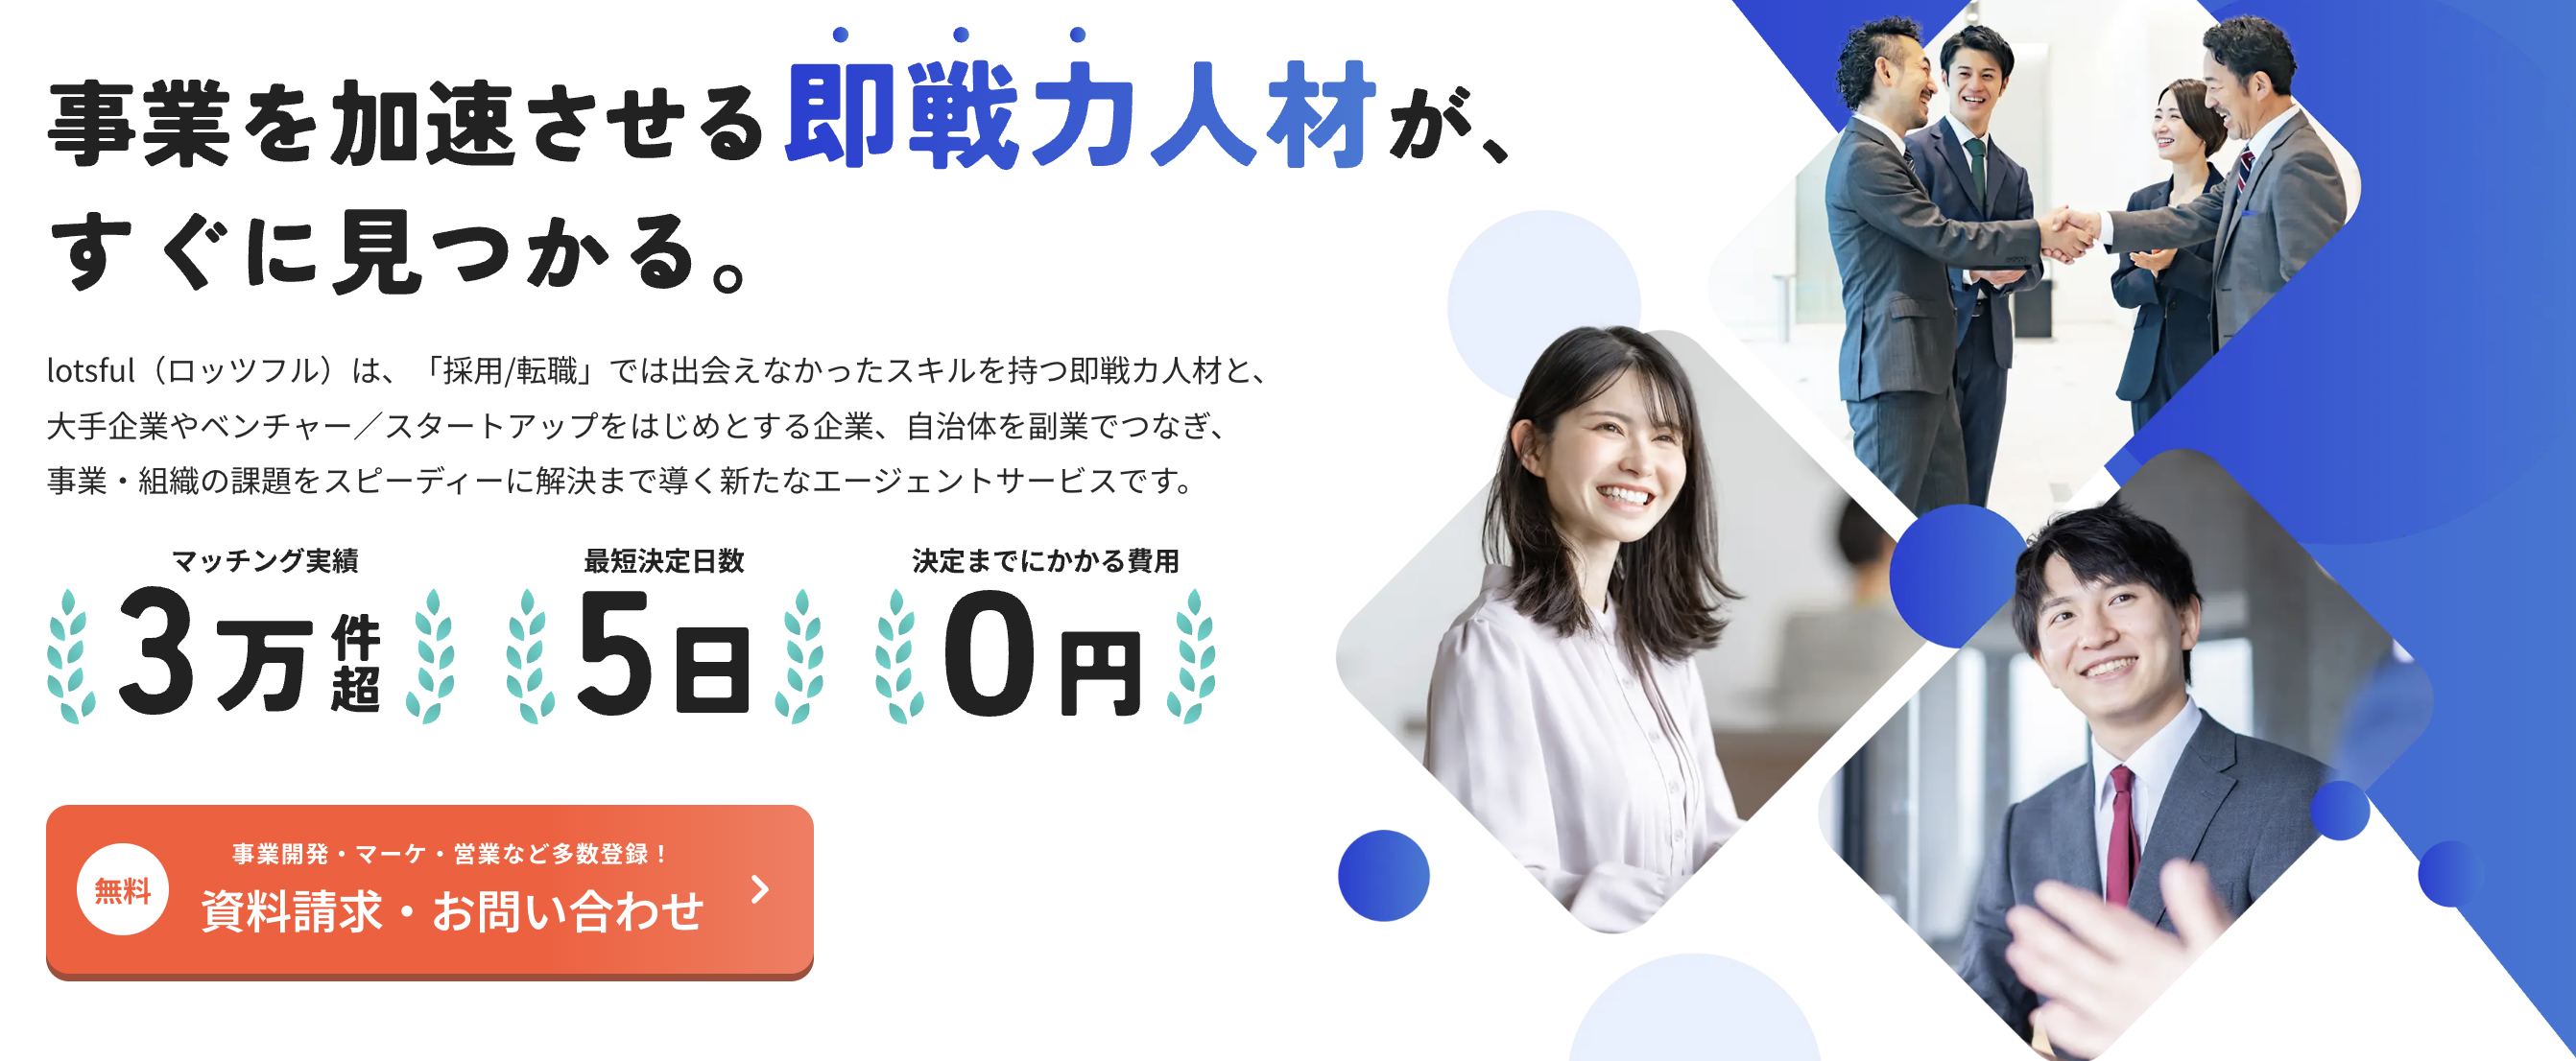 事業を加速させる即戦力人材が、
すぐに見つかる。
lotsful（ロッツフル）は、「採用/転職」では出会えなかったスキルを持つ即戦力人材と、
大手企業やベンチャー／スタートアップをはじめとする企業、自治体を副業でつなぎ、
事業・組織の課題をスピーディーに解決まで導く新たなエージェントサービスです。
マッチング実績
3万件超
最短決定日数
5日
決定までにかかる費用
0円
無料
事業開発・マーケ・営業など多数登録！
資料請求・お問い合わせ